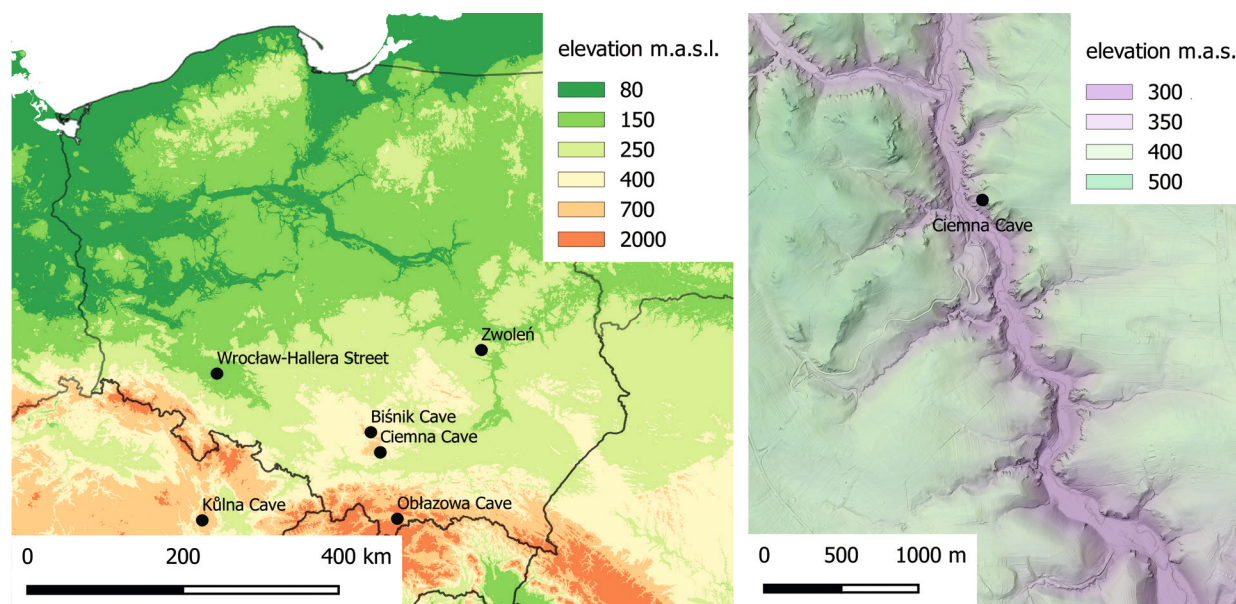 elevation m.a.s.l.
80
150
250
400
700
2000
Zwoleń
Wrocław-Hallera Street
Biśnik Cave
Ciemna Cave
Kůlna Cave
Obłazowa Cave
0 200 400 km
elevation m.a.s.
300
350
400
500
Ciemna Cave
0 500 1000 m